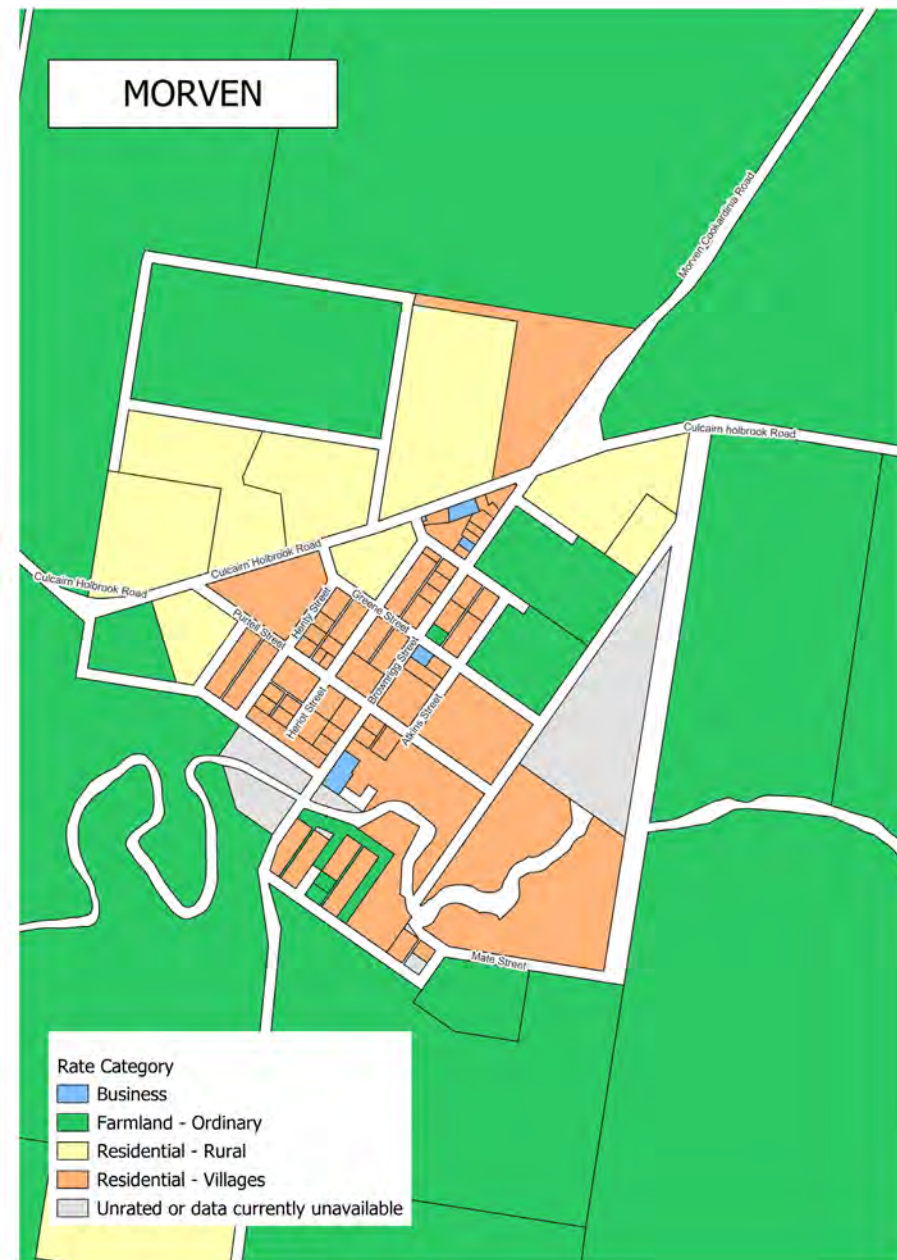 MORVEN
Morven Cookardinia Road
Culcairn holbrook Road
Culcairn Holbrook Road
Culcairn Holbrook Road
Purtell Street
Henty Street
Greene Street
Brownrigg Street
Heriot Street
Atkins Street
Mate Street
Rate Category
Business
Farmland - Ordinary
Residential - Rural
Residential - Villages
Unrated or data currently unavailable